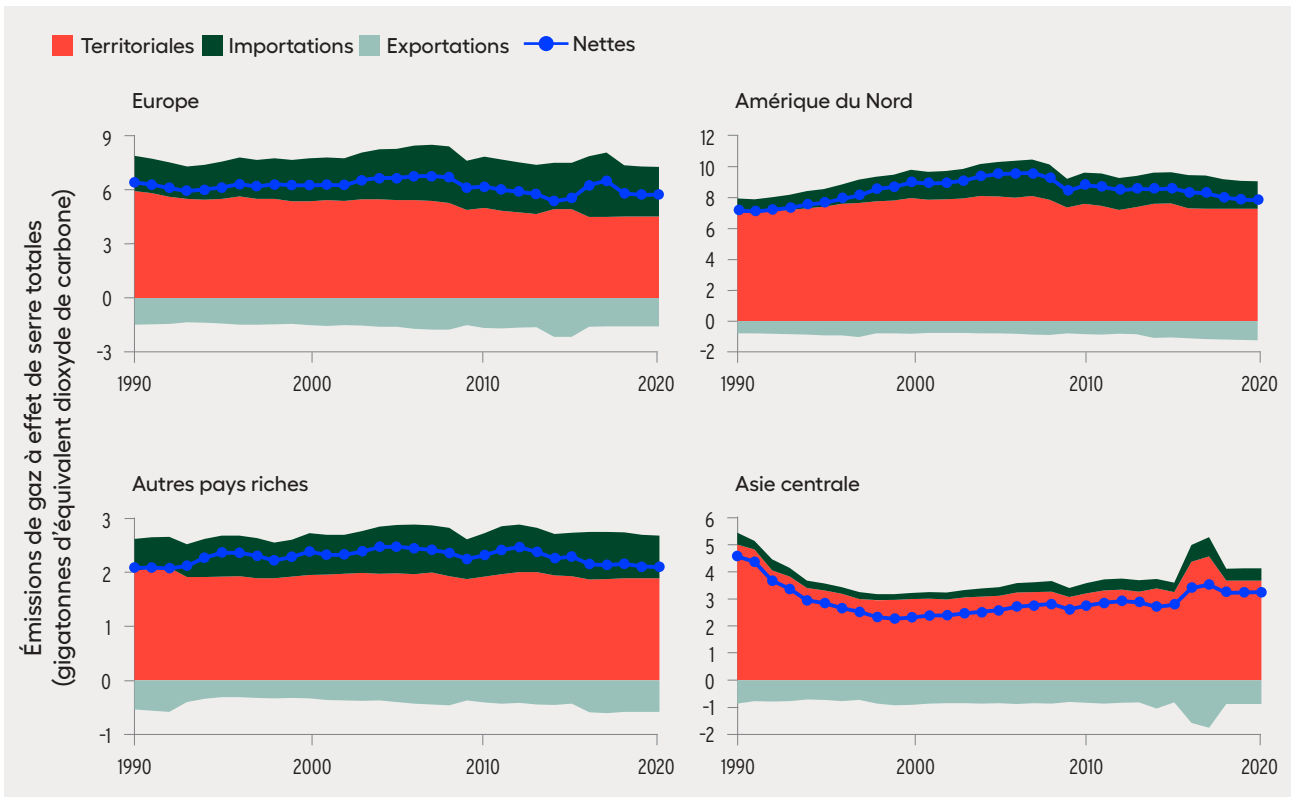 Territoriales Importations Exportations Nettes
Émissions de gaz à effet de serre totales
(gigatonnes d’équivalent dioxyde de carbone)
Europe
9
6
3
0
-3
1990 2000 2010 2020
Amérique du Nord
12
10
8
6
4
2
0
-2
1990 2000 2010 2020
Autres pays riches
3
2
1
0
-1
1990 2000 2010 2020
Asie centrale
6
5
4
3
2
1
0
-1
-2
1990 2000 2010 2020